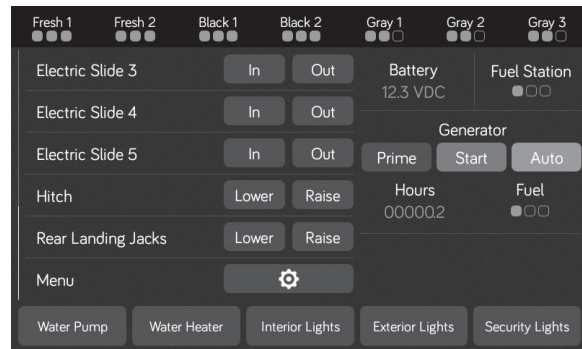 Fresh 1 Fresh 2 Black 1 Black 2 Gray 1 Gray 2 Gray 3
Electric Slide 3 In Out
Electric Slide 4 In Out
Electric Slide 5 In Out
Hitch Lower Raise
Rear Landing Jacks Lower Raise
Menu
Battery Fuel Station
12.3 VDC
Generator
Prime Start Auto
Hours Fuel
00000.2
Water Pump Water Heater Interior Lights Exterior Lights Security Lights